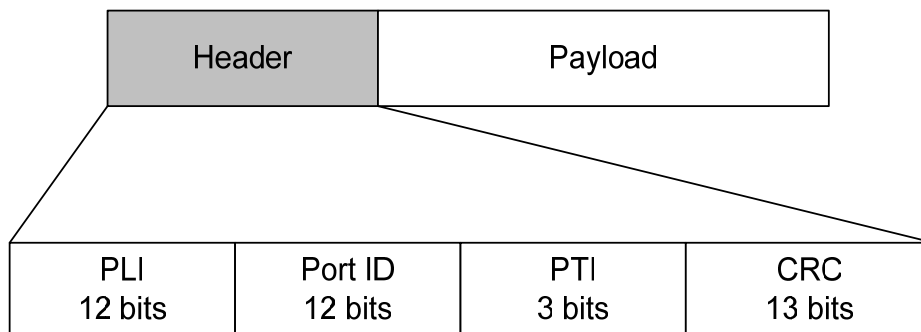 Header
Payload
PLI
12 bits
Port ID
12 bits
PTI
3 bits
CRC
13 bits